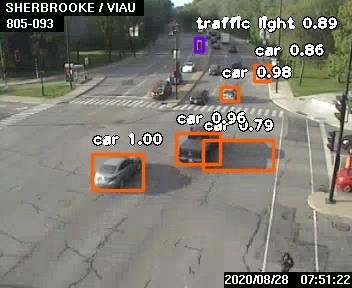 SHERBROOKE / VIAU
805-093
traffic light 0.89
car 0.86
car 0.98
car 0.96
car 0.79
car 1.00
2020/08/28 07:51:22